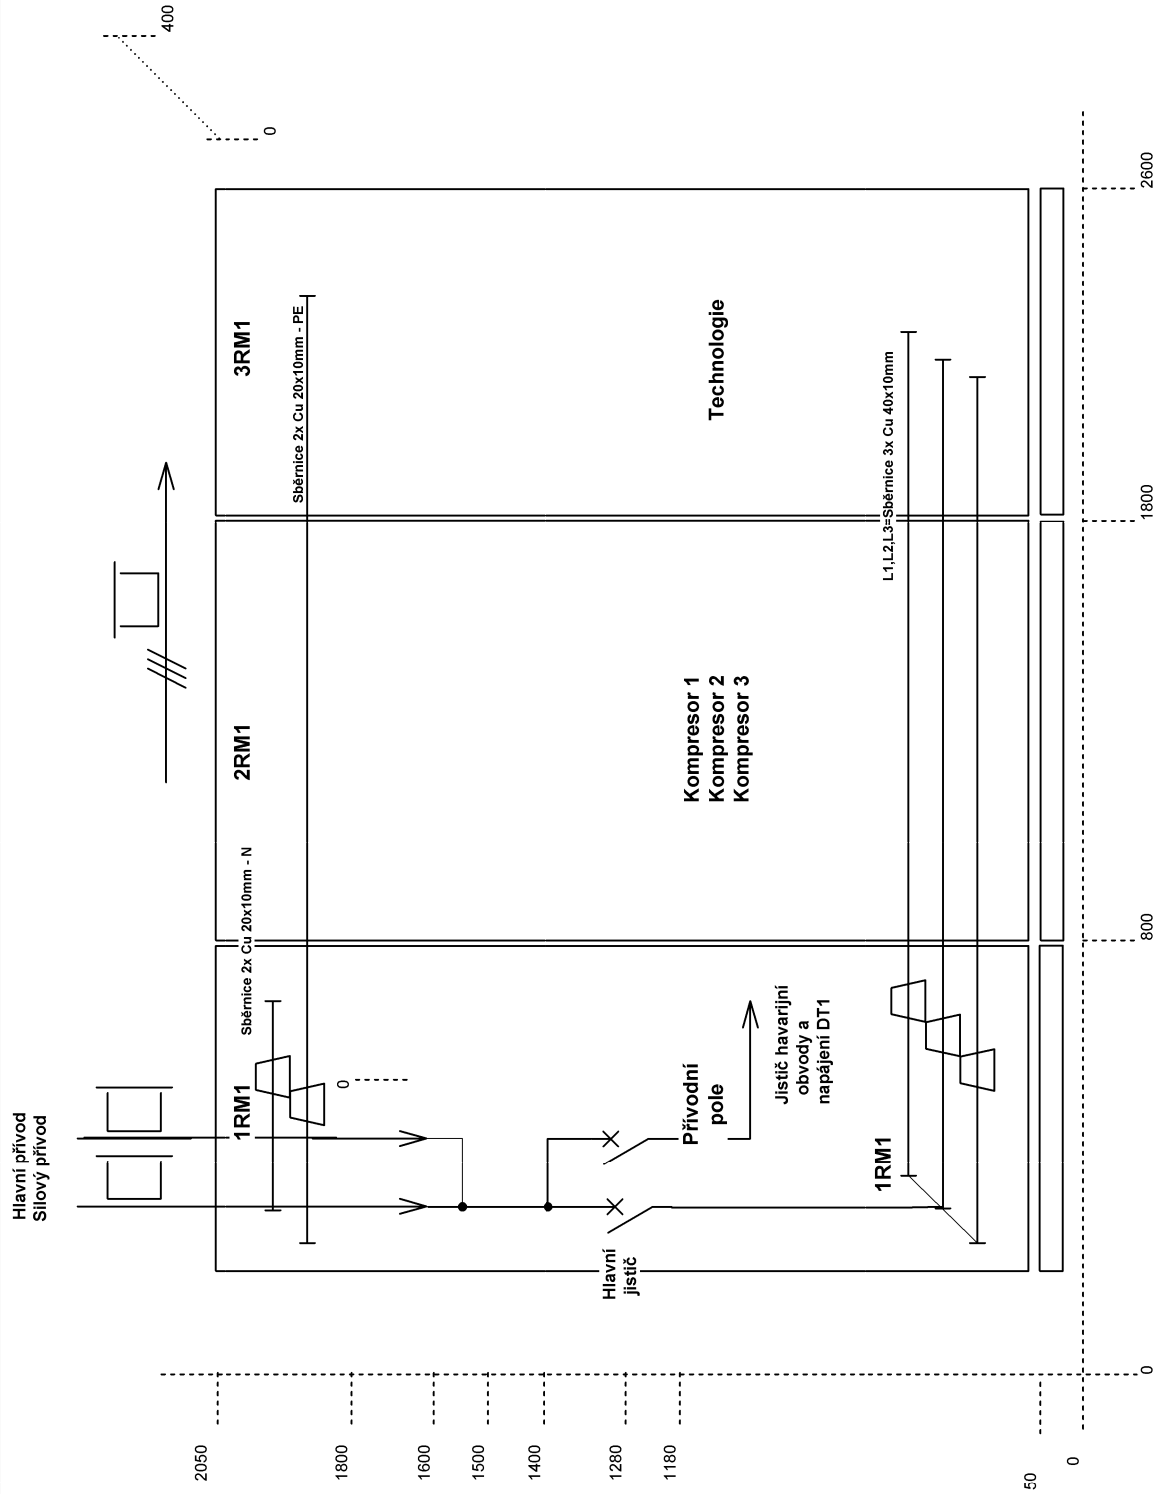 Hlavní přívod
Silový přívod
400
0
1RM1
2RM1
3RM1
Sběrnice 2x Cu 20x10mm - N
Sběrnice 2x Cu 20x10mm - PE
0
Hlavní
jistič
Přívodní
pole
Kompresor 1
Kompresor 2
Kompresor 3
Technologie
Jistič havarijní
obvody a
napájení DT1
1RM1
L1,L2,L3=Sběrnice 3x Cu 40x10mm
2050
1800
1600
1500
1400
1280
1180
50
0
0
800
1800
2600